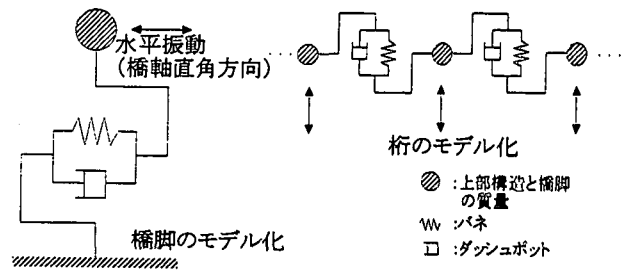 水平振動
(橋軸直角方向)
橋脚のモデル化
桁のモデル化
:上部構造と橋脚
の質量
:バネ
:ダッシュポット